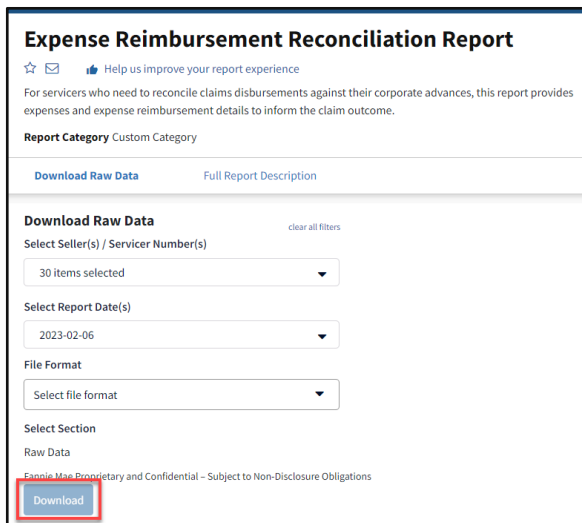 Expense Reimbursement Reconciliation Report
Help us improve your report experience
For servicers who need to reconcile claims disbursements against their corporate advances, this report provides
expenses and expense reimbursement details to inform the claim outcome.
Report Category Custom Category
Download Raw Data Full Report Description
Download Raw Data clear all filters
Select Seller(s) / Servicer Number(s)
30 items selected
Select Report Date(s)
2023-02-06
File Format
Select file format
Select Section
Raw Data
Fannie Mae Proprietary and Confidential – Subject to Non-Disclosure Obligations
Download